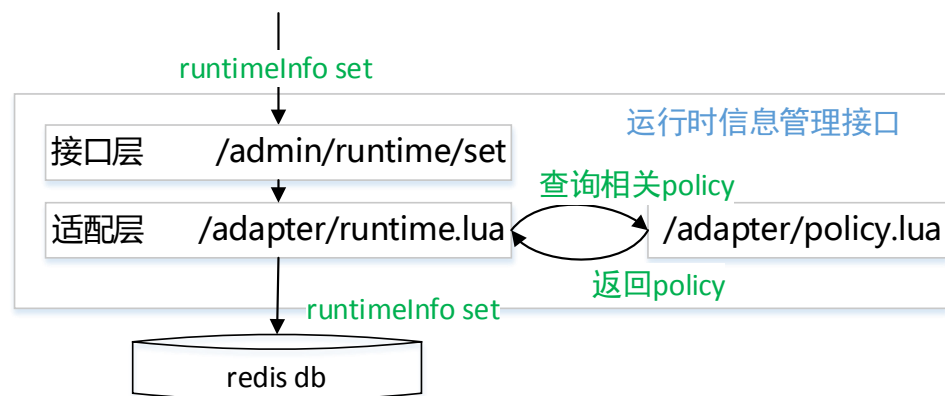 runtimeInfo set
运行时信息管理接口
接口层 /admin/runtime/set
查询相关policy
适配层 /adapter/runtime.lua /adapter/policy.lua
返回policy
runtimeInfo set
redis db